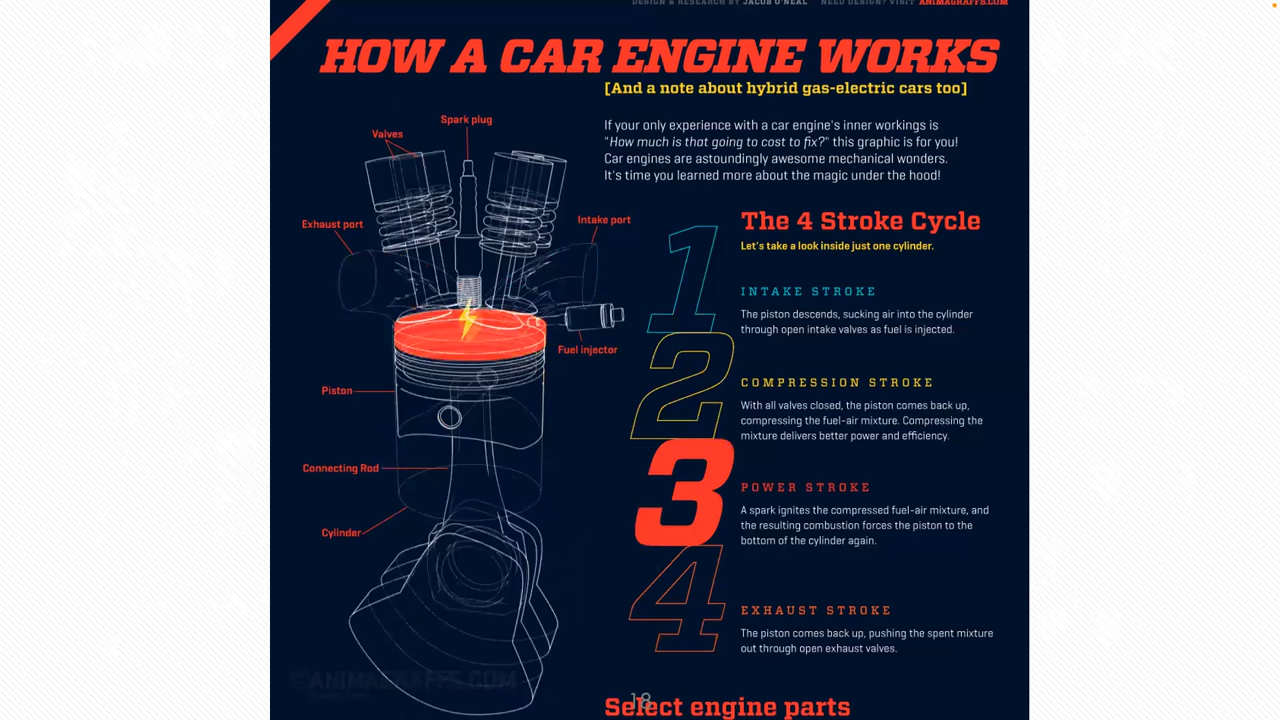 DESIGN & RESEARCH BY JACOB O'NEAL NEED DESIGN? VISIT ANIMAGRAFFS.COM
HOW A CAR ENGINE WORKS
[And a note about hybrid gas-electric cars too]
If your only experience with a car engine's inner workings is
"How much is that going to cost to fix?" this graphic is for you!
Car engines are astoundingly awesome mechanical wonders.
It's time you learned more about the magic under the hood!
Spark plug
Valves
Exhaust port
Intake port
Fuel injector
Piston
Connecting Rod
Cylinder
The 4 Stroke Cycle
Let's take a look inside just one cylinder.
1
INTAKE STROKE
The piston descends, sucking air into the cylinder
through open intake valves as fuel is injected.
2
COMPRESSION STROKE
With all valves closed, the piston comes back up,
compressing the fuel-air mixture. Compressing the
mixture delivers better power and efficiency.
3
POWER STROKE
A spark ignites the compressed fuel-air mixture, and
the resulting combustion forces the piston to the
bottom of the cylinder again.
4
EXHAUST STROKE
The piston comes back up, pushing the spent mixture
out through open exhaust valves.
©ANIMAGRAFFS.COM
18
Select engine parts